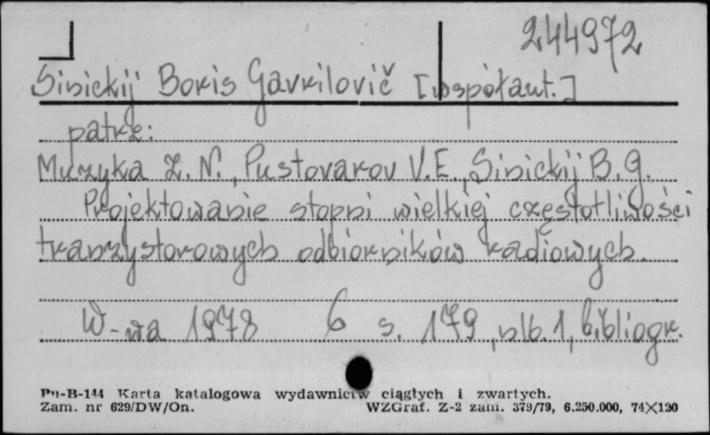 244972
Sinickij Boris Gavrilovič [współaut.]
patrz:
Muzyka Z. N., Pustovarov V. E., Sinickij B. G.
Projektowanie stopni wielkiej częstotliwości
tranzystorowych odbiorników radiowych.
W-wa 1978 6 s. 179, nlb. 1, bibliogr.
Pu-B-144 Karta katalogowa wydawnictw ciągłych i zwartych.
Zam. nr 629/DW/On. WZGraf. Z-2 zam. 379/79, 6.250.000, 74×120